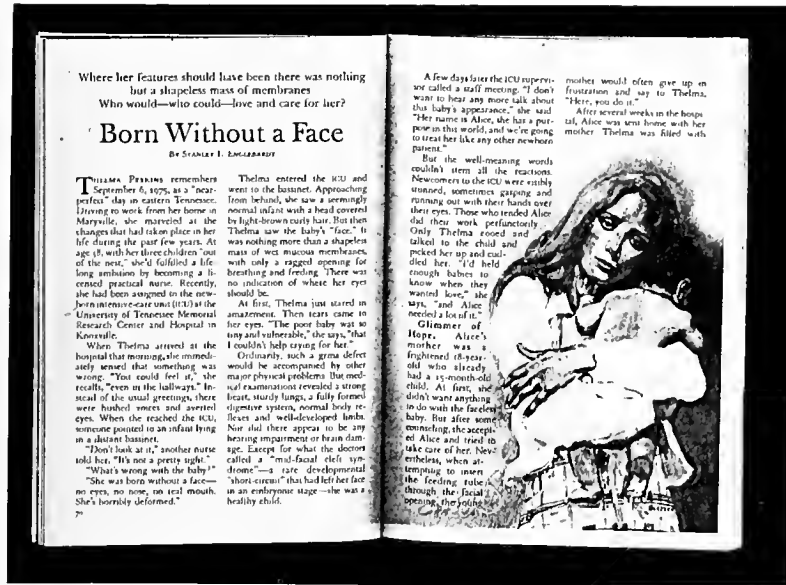 Where her features should have been there was nothing
but a shapeless mass of membranes
Who would—who could—love and care for her?
Born Without a Face
By Stanley L. Englebardt
Thelma Perkins remembers
September 6, 1975, as a "near-
perfect" day in eastern Tennessee.
Driving to work from her home in
Maryville, she marveled at the
changes that had taken place in her
life during the past few years. At
age 58, with her three children "out
of the nest," she'd fulfilled a life-
long ambition by becoming a li-
censed practical nurse. Recently,
she had been assigned to the new-
born intensive-care unit (ICU) at the
University of Tennessee Memorial
Research Center and Hospital in
Knoxville.
When Thelma arrived at the
hospital that morning, she immedi-
ately sensed that something was
wrong. "You could feel it," she
recalls, "even in the hallways." In-
stead of the usual greetings, there
were hushed voices and averted
eyes. When she reached the ICU,
someone pointed to an infant lying
in a distant bassinet.
"Don't look at it," another nurse
told her. "It's not a pretty sight."
"What's wrong with the baby?"
"She was born without a face—
no eyes, no nose, no real mouth.
She's horribly deformed."
Thelma entered the ICU and
went to the bassinet. Approaching
from behind, she saw a seemingly
normal infant with a head covered
by light-brown curly hair. But then
Thelma saw the baby's "face." It
was nothing more than a shapeless
mass of wet mucous membranes,
with only a ragged opening for
breathing and feeding. There was
no indication of where her eyes
should be.
At first, Thelma just stared in
amazement. Then tears came to
her eyes. "The poor baby was so
tiny and vulnerable," she says, "that
I couldn't help crying for her."
Ordinarily, such a gross defect
would be accompanied by other
major physical problems. But med-
ical examinations revealed a strong
heart, sturdy lungs, a fully formed
digestive system, normal body re-
flexes and well-developed limbs.
Nor did there appear to be any
hearing impairment or brain dam-
age. Except for what the doctors
called a "mid-facial cleft syn-
drome"—a rare developmental
"short-circuit" that had left her face
in an embryonic stage—she was a
healthy child.
A few days later the ICU supervi-
sor called a staff meeting. "I don't
want to hear any more talk about
this baby's appearance," she said
"Her name is Alice, she has a pur-
pose in this world, and we're going
to treat her like any other newborn
patient."
But the well-meaning words
couldn't stem all the reactions.
Newcomers to the ICU were visibly
stunned, sometimes gasping and
running out with their hands over
their eyes. Those who tended Alice
did their work perfunctorily.
Only Thelma cooed and
talked to the child and
picked her up and cud-
dled her. "I'd held
enough babies to
know when they
wanted love," she
says, "and Alice
needed a lot of it."
Glimmer of
Hope. Alice's
mother was a
frightened 18-year-
old who already
had a 15-month-old
child. At first, she
didn't want anything
to do with the faceless
baby. But after some
counseling, she accept-
ed Alice and tried to
take care of her. Nev-
ertheless, when at-
tempting to insert
the feeding tube
through the facial
opening, the young
mother would often give up in
frustration and say to Thelma,
"Here, you do it."
After several weeks in the hospi-
tal, Alice was sent home with her
mother. Thelma was filled with